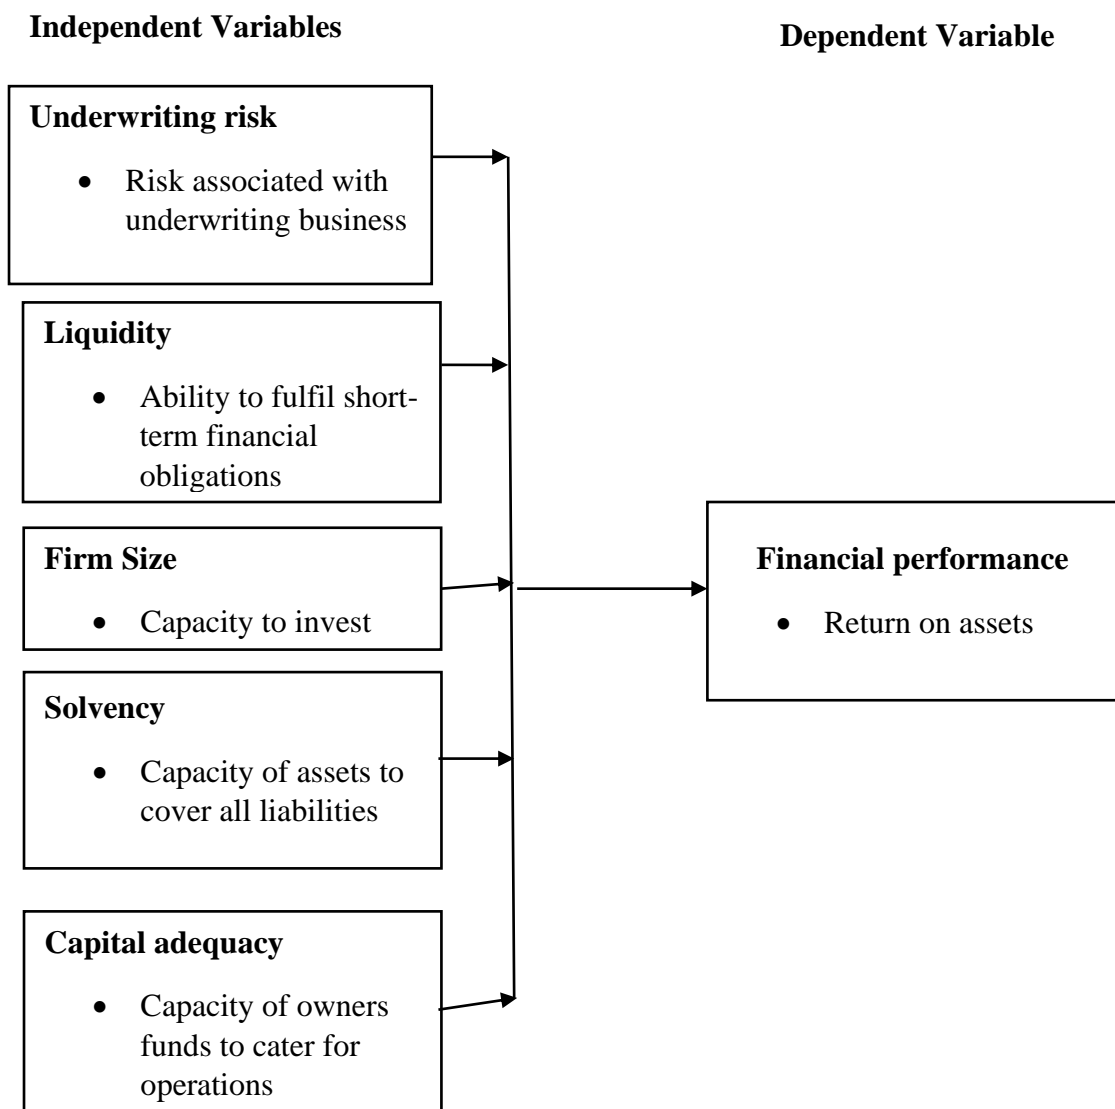 Independent Variables
Dependent Variable
Underwriting risk
• Risk associated with
underwriting business
Liquidity
• Ability to fulfil short-
term financial
obligations
Firm Size
• Capacity to invest
Financial performance
• Return on assets
Solvency
• Capacity of assets to
cover all liabilities
Capital adequacy
• Capacity of owners
funds to cater for
operations